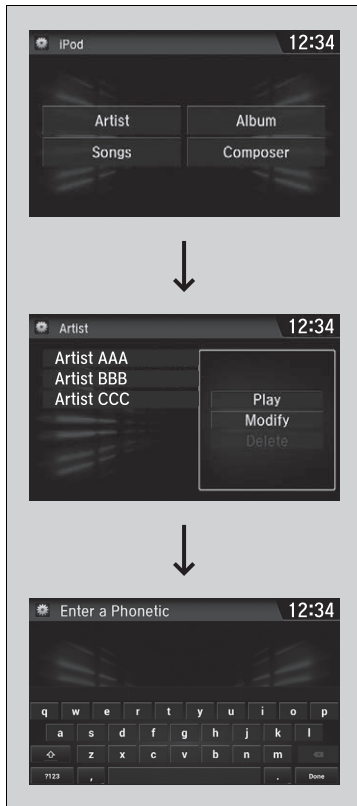 iPod 12:34
Artist Album
Songs Composer
Artist 12:34
Artist AAA
Artist BBB
Artist CCC
Play
Modify
Delete
Enter a Phonetic 12:34
q w e r t y u i o p
a s d f g h j k l
z x c v b n m
?123 , . Done